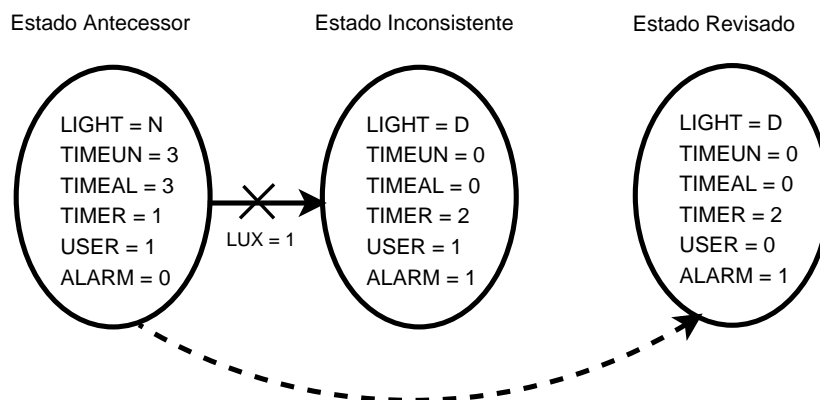 Estado Antecessor
Estado Inconsistente
Estado Revisado
LIGHT = N
TIMEUN = 3
TIMEAL = 3
TIMER = 1
USER = 1
ALARM = 0
LUX = 1
LIGHT = D
TIMEUN = 0
TIMEAL = 0
TIMER = 2
USER = 1
ALARM = 1
LIGHT = D
TIMEUN = 0
TIMEAL = 0
TIMER = 2
USER = 0
ALARM = 1